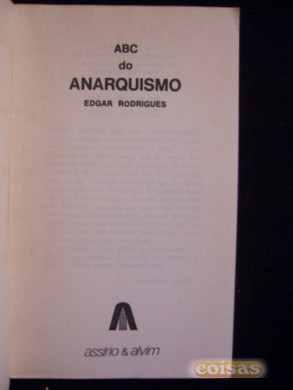 ABC
do
ANARQUISMO
EDGAR RODRIGUES
assírio & alvim
coisas